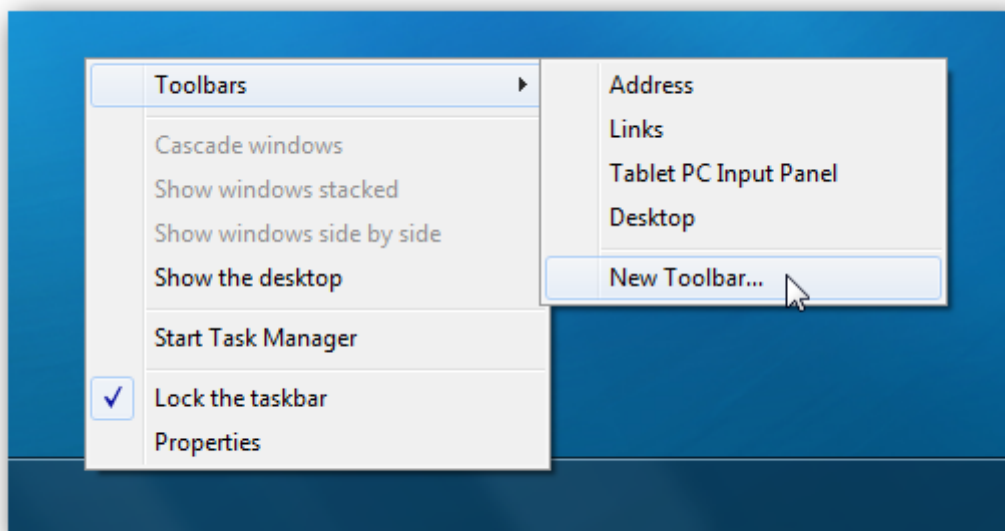 Toolbars
Cascade windows
Show windows stacked
Show windows side by side
Show the desktop
Start Task Manager
Lock the taskbar
Properties
Address
Links
Tablet PC Input Panel
Desktop
New Toolbar...